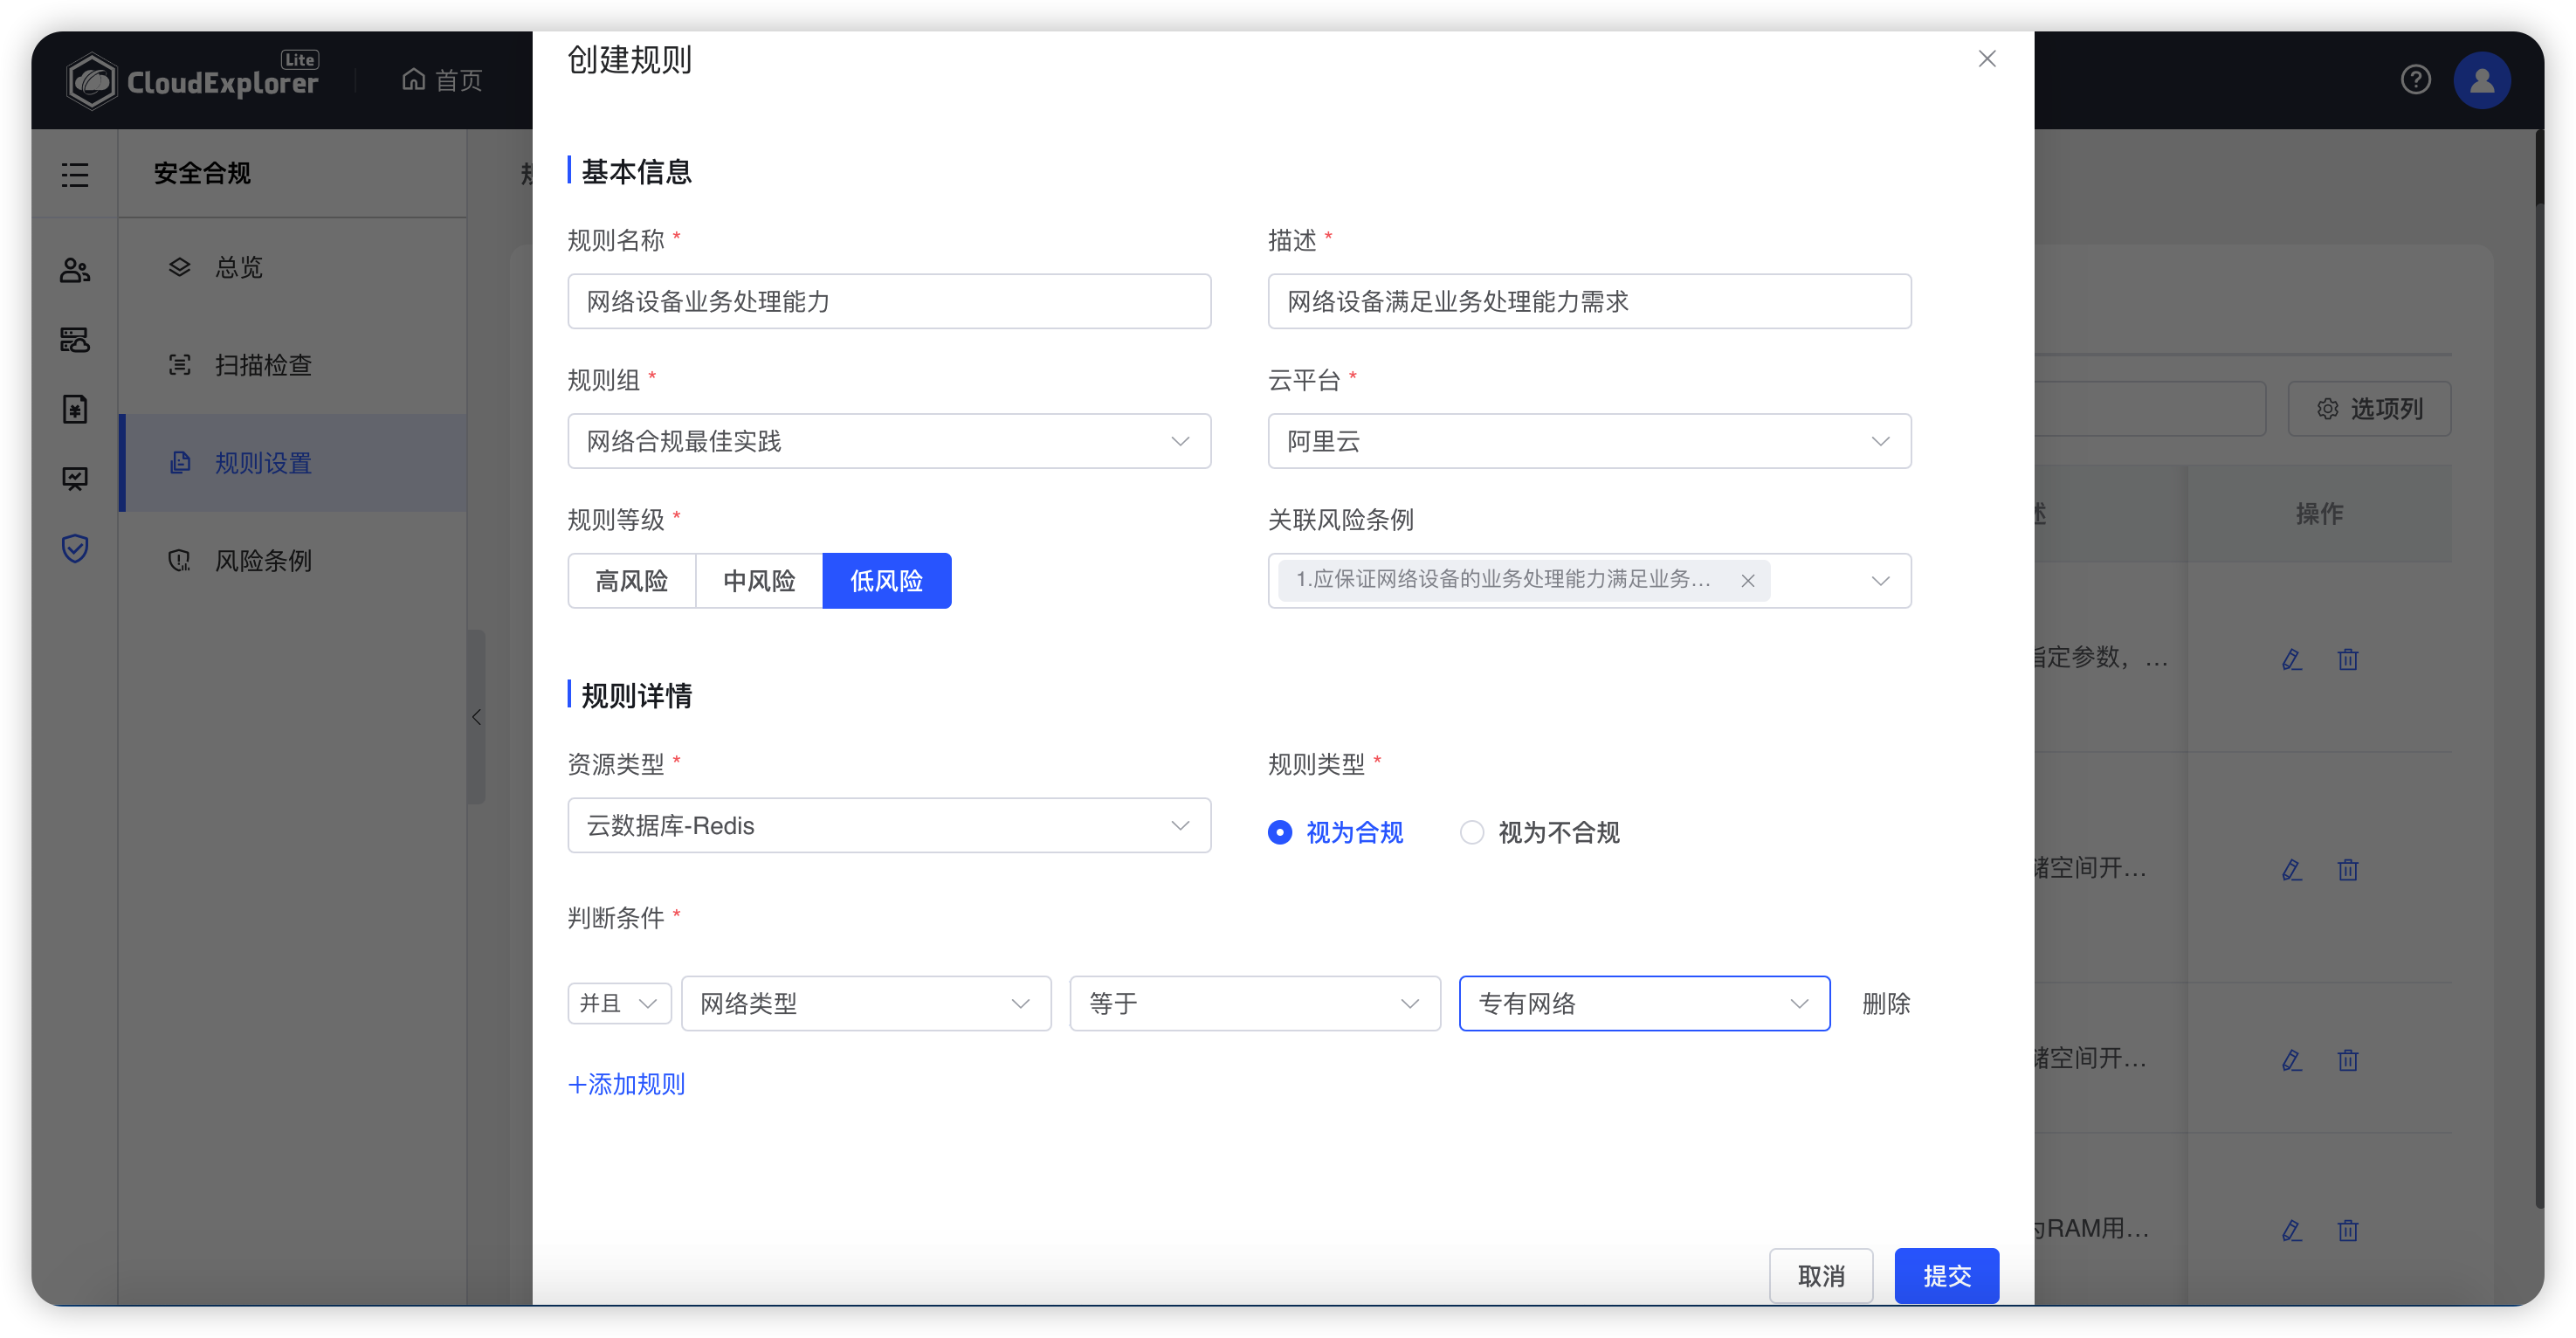 CloudExplorer Lite
首页
创建规则
安全合规
总览
扫描检查
规则设置
风险条例
基本信息
规则名称 * 描述 *
网络设备业务处理能力 网络设备满足业务处理能力需求
规则组 * 云平台 *
网络合规最佳实践 阿里云
规则等级 * 关联风险条例
高风险 中风险 低风险 1.应保证网络设备的业务处理能力满足业务...
规则详情
资源类型 * 规则类型 *
云数据库-Redis 视为合规 视为不合规
判断条件 *
并且 网络类型 等于 专有网络 删除
+添加规则
取消 提交
选项列
操作
指定参数，...
储空间开...
储空间开...
RAM用...